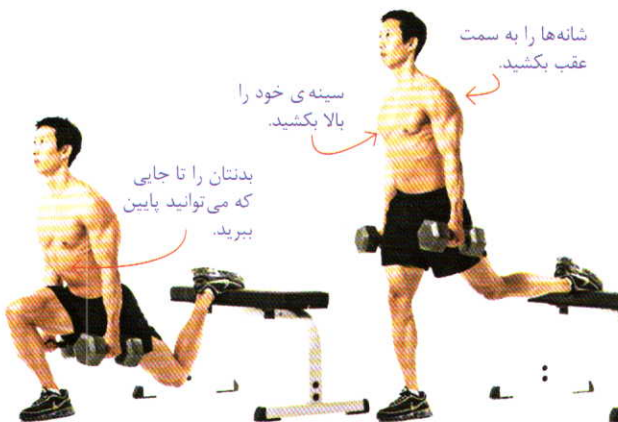 شانه‌ها را به سمت
عقب بکشید.
سینه ی خود را
بالا بکشید.
بدنتان را تا جایی
که می‌توانید پایین
ببرید.